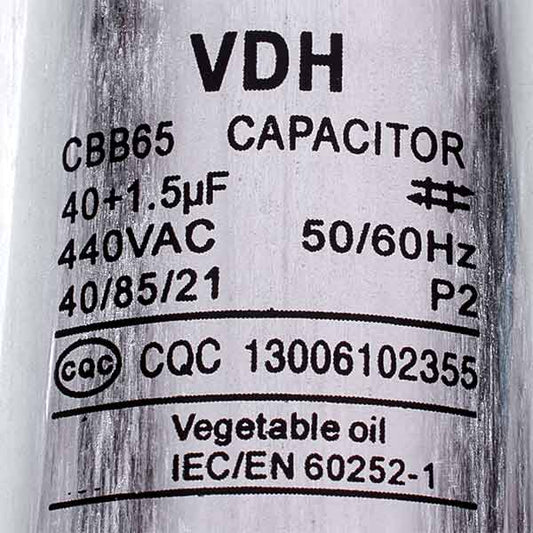 VDH
CBB65 CAPACITOR
40+1.5μF
440VAC 50/60Hz
40/85/21 P2
CQC CQC 13006102355
Vegetable oil
IEC/EN 60252-1